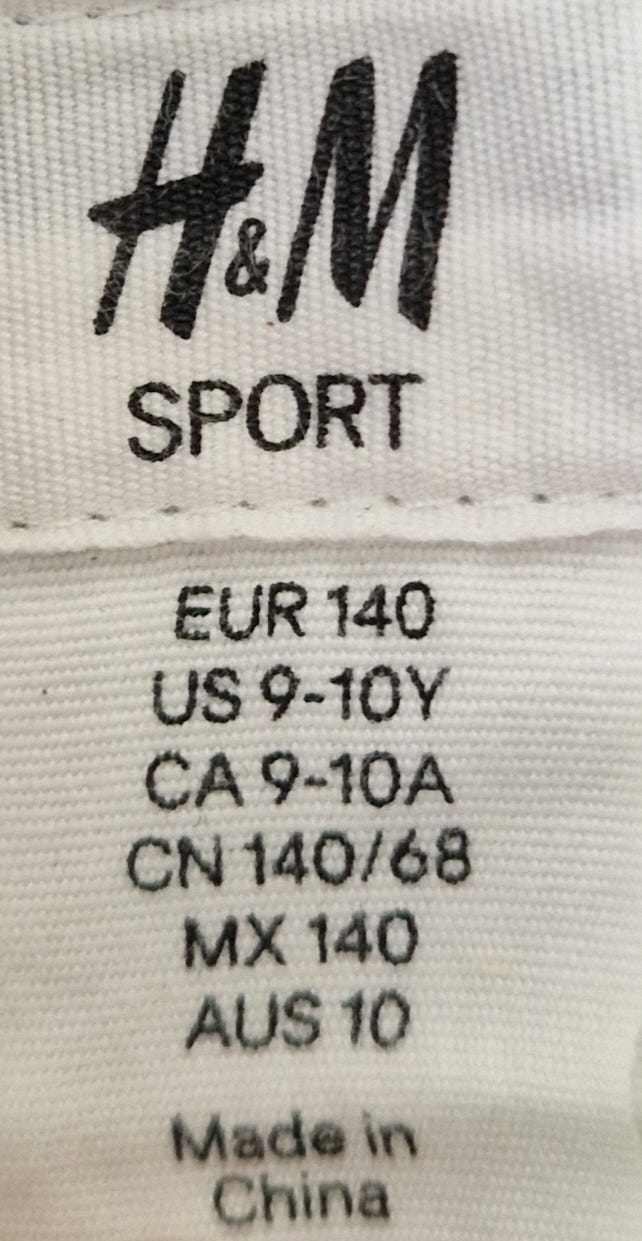 H&M
SPORT
EUR 140
US 9-10Y
CA 9-10A
CN 140/68
MX 140
AUS 10
Made in
China